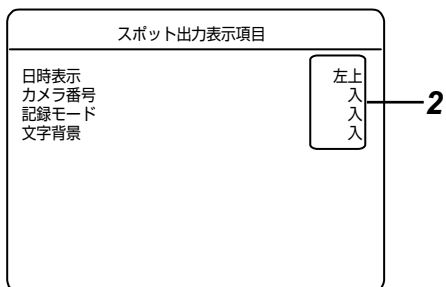 スポット出力表示項目
日時表示 左上
カメラ番号 入
記録モード 入
文字背景 入
2